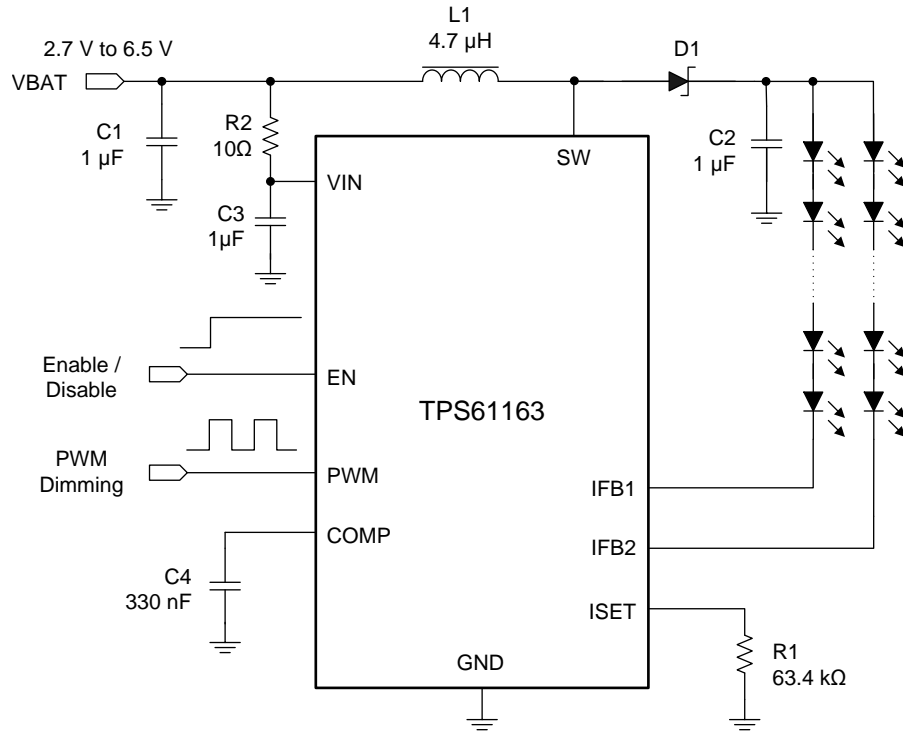 L1
4.7 µH
2.7 V to 6.5 V
VBAT
D1
C1
1 µF
R2
10Ω
C2
1 µF
SW
VIN
C3
1µF
Enable /
Disable
EN
TPS61163
PWM
Dimming
PWM
IFB1
COMP
IFB2
C4
330 nF
ISET
R1
63.4 kΩ
GND